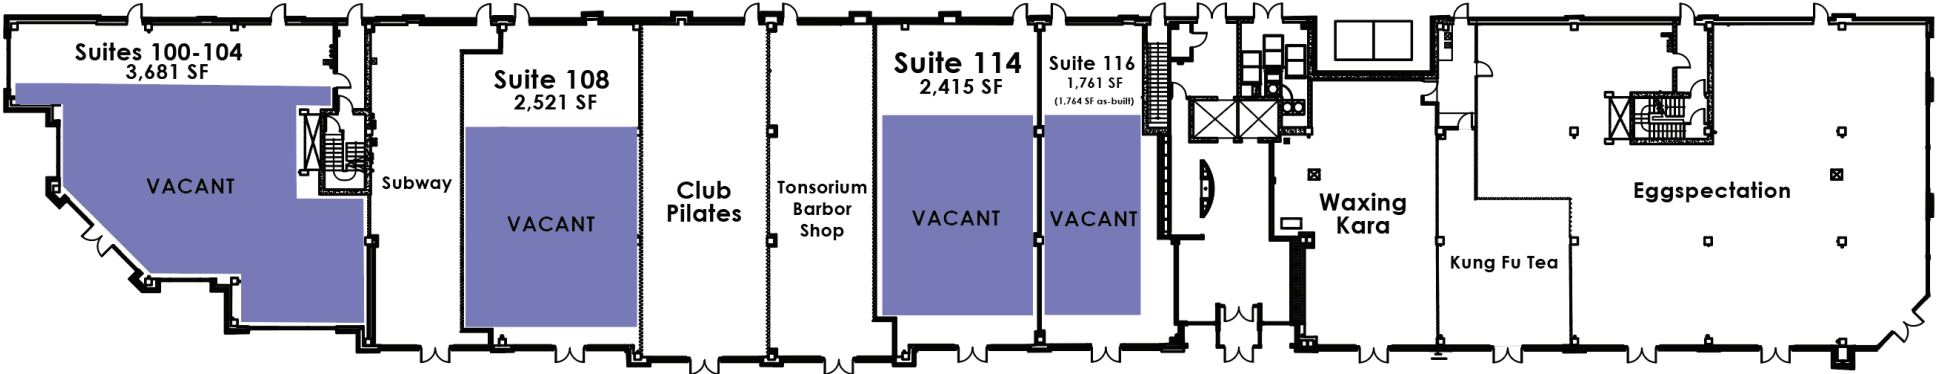 Suites 100-104
3,681 SF
VACANT
Subway
Suite 108
2,521 SF
VACANT
Club
Pilates
Tonsorium
Barbor
Shop
Suite 114
2,415 SF
VACANT
Suite 116
1,761 SF
(1,764 SF as-built)
VACANT
Waxing
Kara
Kung Fu Tea
Eggspectation